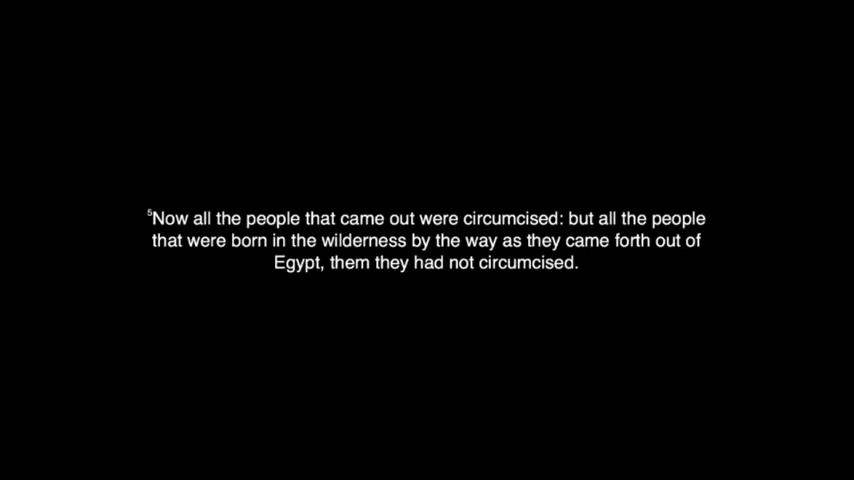 ⁵Now all the people that came out were circumcised: but all the people
that were born in the wilderness by the way as they came forth out of
Egypt, them they had not circumcised.